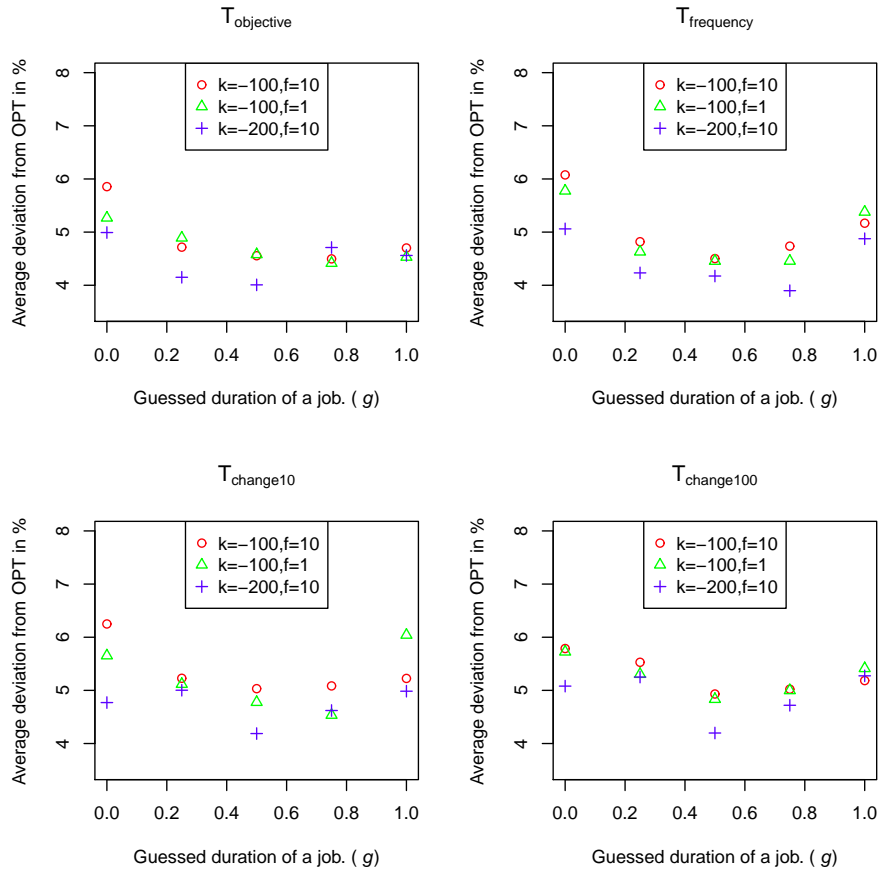 T_objective
Average deviation from OPT in %
8
7
6
5
4
k=−100,f=10
k=−100,f=1
k=−200,f=10
0.0 0.2 0.4 0.6 0.8 1.0
Guessed duration of a job. ( g)
T_frequency
Average deviation from OPT in %
8
7
6
5
4
k=−100,f=10
k=−100,f=1
k=−200,f=10
0.0 0.2 0.4 0.6 0.8 1.0
Guessed duration of a job. ( g)
T_change10
Average deviation from OPT in %
8
7
6
5
4
k=−100,f=10
k=−100,f=1
k=−200,f=10
0.0 0.2 0.4 0.6 0.8 1.0
Guessed duration of a job. ( g)
T_change100
Average deviation from OPT in %
8
7
6
5
4
k=−100,f=10
k=−100,f=1
k=−200,f=10
0.0 0.2 0.4 0.6 0.8 1.0
Guessed duration of a job. ( g)